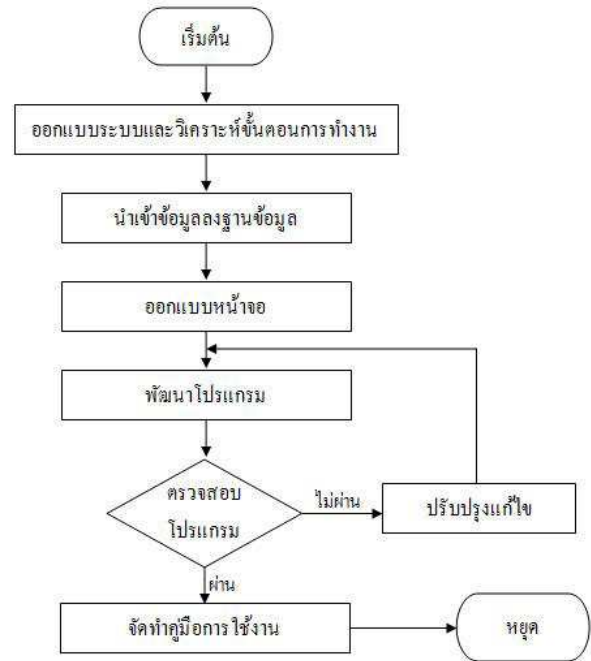 เริ่มต้น
ออกแบบระบบและวิเคราะห์ขั้นตอนการทำงาน
นำเข้าข้อมูลลงฐานข้อมูล
ออกแบบหน้าจอ
พัฒนาโปรแกรม
ตรวจสอบ
โปรแกรม
ไม่ผ่าน
ปรับปรุงแก้ไข
ผ่าน
จัดทำคู่มือการใช้งาน
หยุด